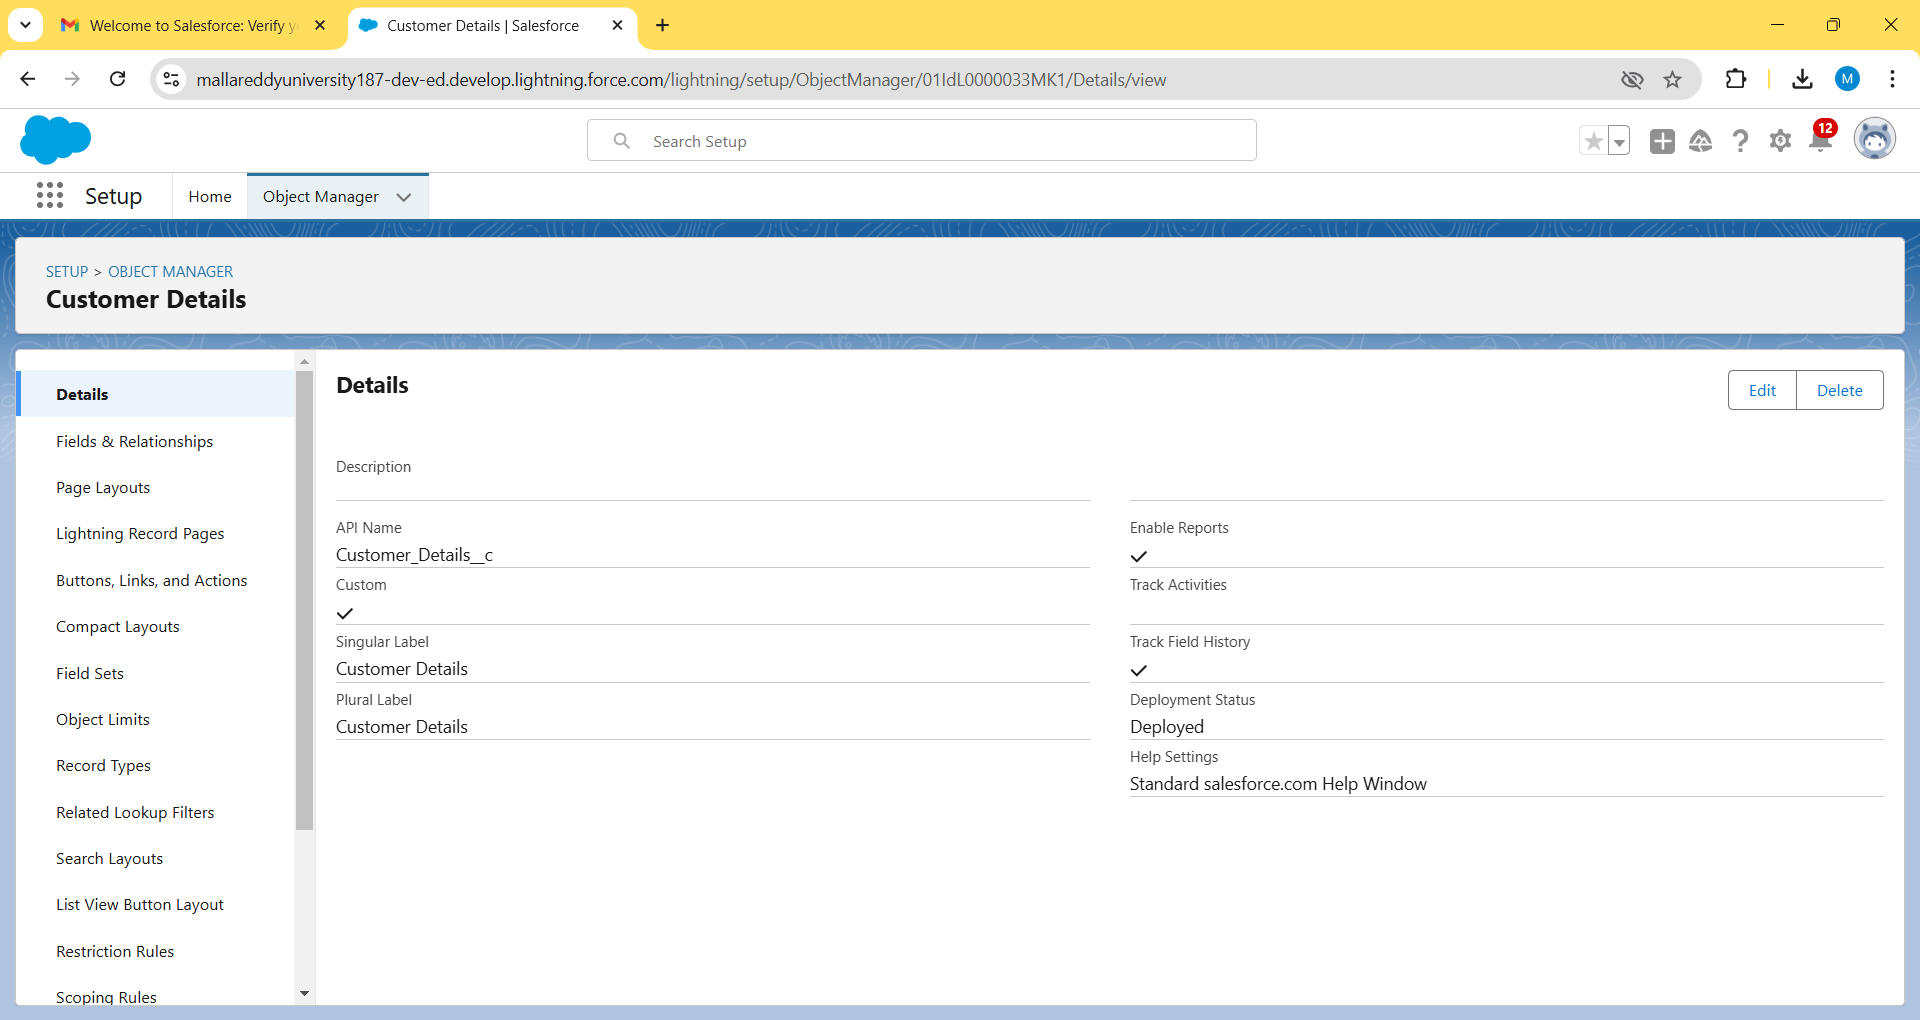 Welcome to Salesforce: Verify y
Customer Details | Salesforce
mallareddyuniversity187-dev-ed.develop.lightning.force.com/lightning/setup/ObjectManager/01IdL0000033MK1/Details/view
M
Search Setup
12
Setup
Home
Object Manager
SETUP > OBJECT MANAGER
Customer Details
Details
Fields & Relationships
Page Layouts
Lightning Record Pages
Buttons, Links, and Actions
Compact Layouts
Field Sets
Object Limits
Record Types
Related Lookup Filters
Search Layouts
List View Button Layout
Restriction Rules
Scoping Rules
Details
Edit
Delete
Description
API Name
Customer_Details__c
Custom
Singular Label
Customer Details
Plural Label
Customer Details
Enable Reports
Track Activities
Track Field History
Deployment Status
Deployed
Help Settings
Standard salesforce.com Help Window